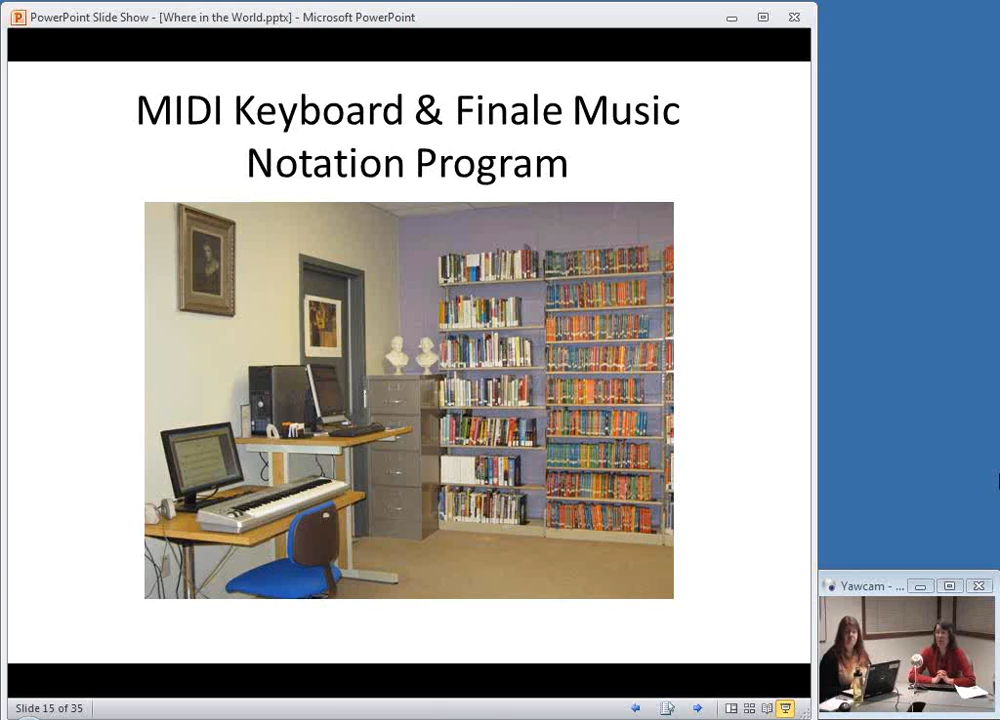 PowerPoint Slide Show - [Where in the World.pptx] - Microsoft PowerPoint
MIDI Keyboard & Finale Music
Notation Program
Yawcam - ...
Slide 15 of 35